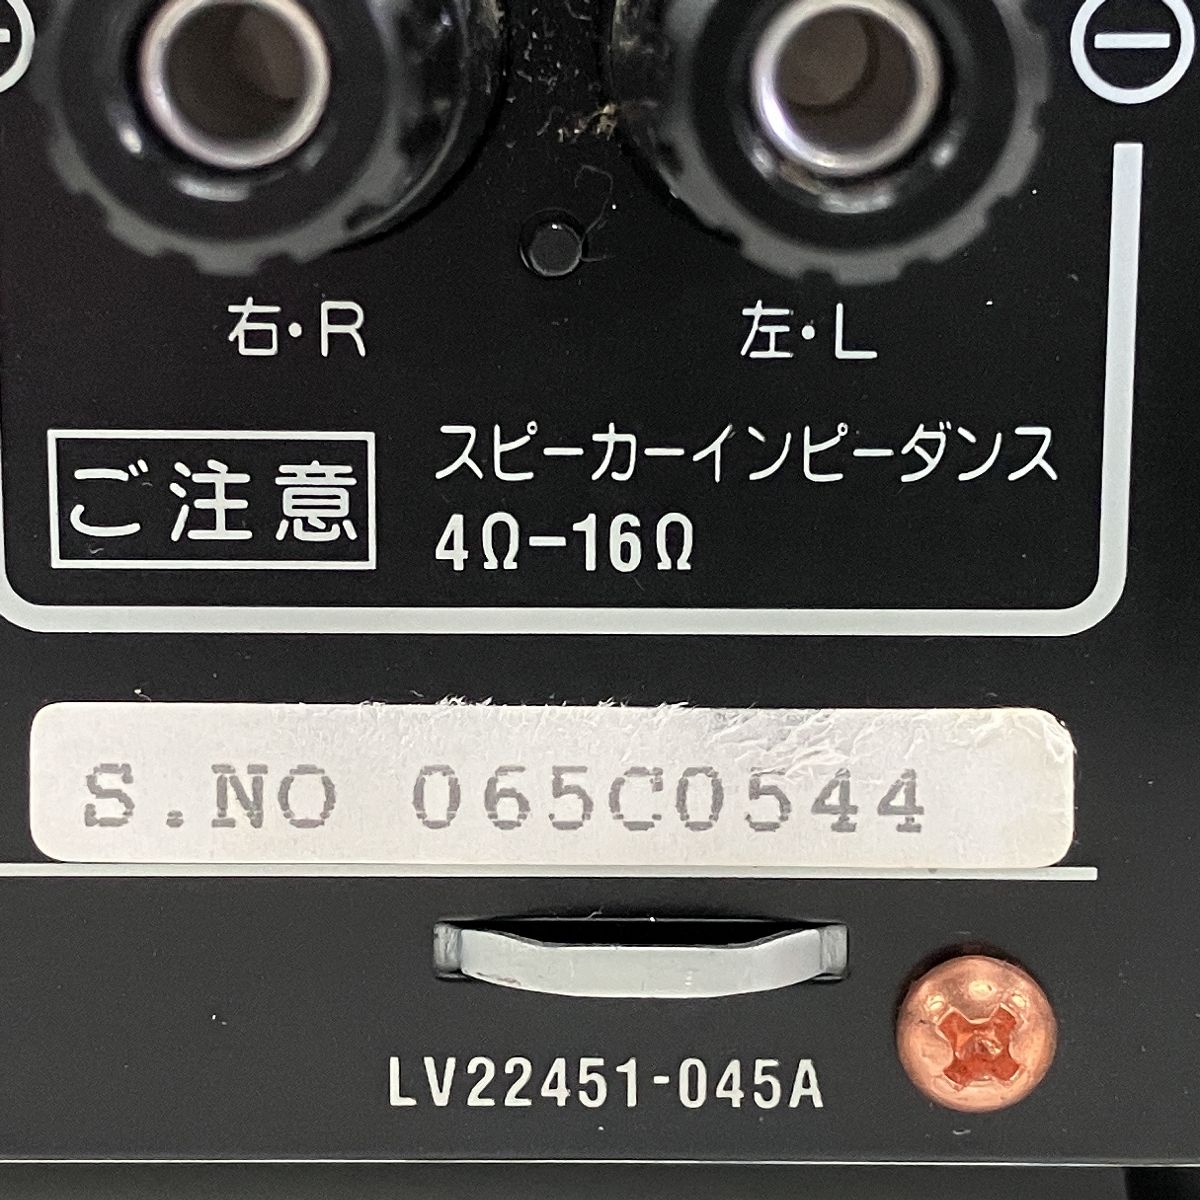 右・R
左・L
ご注意
スピーカーインピーダンス
4Ω-16Ω
S.NO 065C0544
LV22451-045A